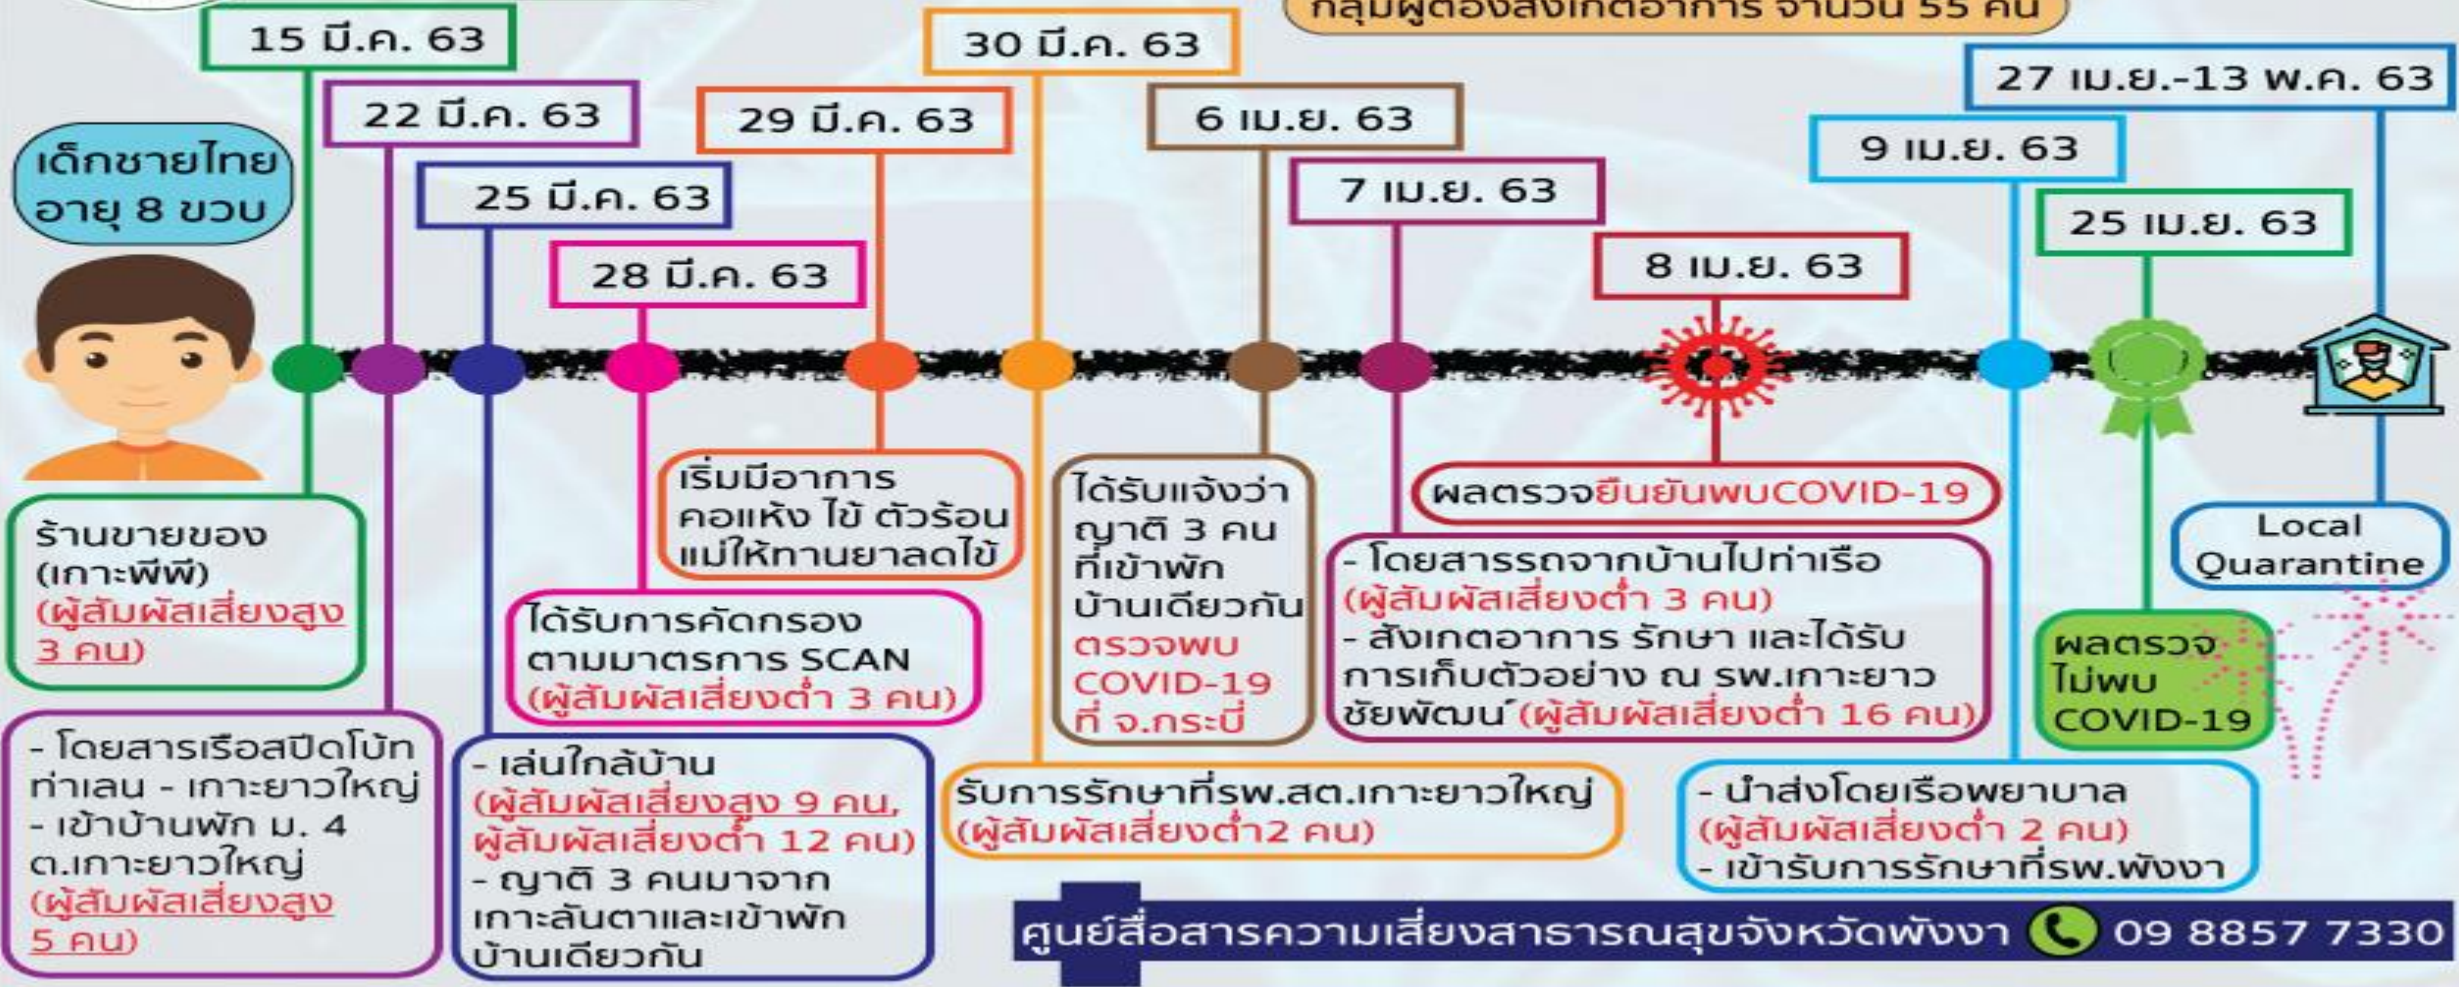 กลุ่มผู้ต้องสังเกตอาการ จำนวน 55 คน
เด็กชายไทย
อายุ 8 ขวบ
15 มี.ค. 63
ร้านขายของ
(เกาะพีพี)
(ผู้สัมผัสเสี่ยงสูง
3 คน)
22 มี.ค. 63
- โดยสารเรือสปีดโบ้ท
ท่าเลน - เกาะยาวใหญ่
- เข้าบ้านพัก ม. 4
ต.เกาะยาวใหญ่
(ผู้สัมผัสเสี่ยงสูง
5 คน)
25 มี.ค. 63
- เล่นใกล้บ้าน
(ผู้สัมผัสเสี่ยงสูง 9 คน,
ผู้สัมผัสเสี่ยงต่ำ 12 คน)
- ญาติ 3 คนมาจาก
เกาะลันตาและเข้าพัก
บ้านเดียวกัน
28 มี.ค. 63
ได้รับการคัดกรอง
ตามมาตรการ SCAN
(ผู้สัมผัสเสี่ยงต่ำ 3 คน)
29 มี.ค. 63
เริ่มมีอาการ
คอแห้ง ไข้ ตัวร้อน
แม่ให้ทานยาลดไข้
30 มี.ค. 63
รับการรักษาที่รพ.สต.เกาะยาวใหญ่
(ผู้สัมผัสเสี่ยงต่ำ2 คน)
6 เม.ย. 63
ได้รับแจ้งว่า
ญาติ 3 คน
ที่เข้าพัก
บ้านเดียวกัน
ตรวจพบ
COVID-19
ที่ จ.กระบี่
7 เม.ย. 63
- โดยสารรถจากบ้านไปท่าเรือ
(ผู้สัมผัสเสี่ยงต่ำ 3 คน)
- สังเกตอาการ รักษา และได้รับ
การเก็บตัวอย่าง ณ รพ.เกาะยาว
ชัยพัฒน์ (ผู้สัมผัสเสี่ยงต่ำ 16 คน)
8 เม.ย. 63
ผลตรวจยืนยันพบCOVID-19
9 เม.ย. 63
- นำส่งโดยเรือพยาบาล
(ผู้สัมผัสเสี่ยงต่ำ 2 คน)
- เข้ารับการรักษาที่รพ.พังงา
25 เม.ย. 63
ผลตรวจ
ไม่พบ
COVID-19
27 เม.ย.-13 พ.ค. 63
Local
Quarantine
ศูนย์สื่อสารความเสี่ยงสาธารณสุขจังหวัดพังงา 09 8857 7330